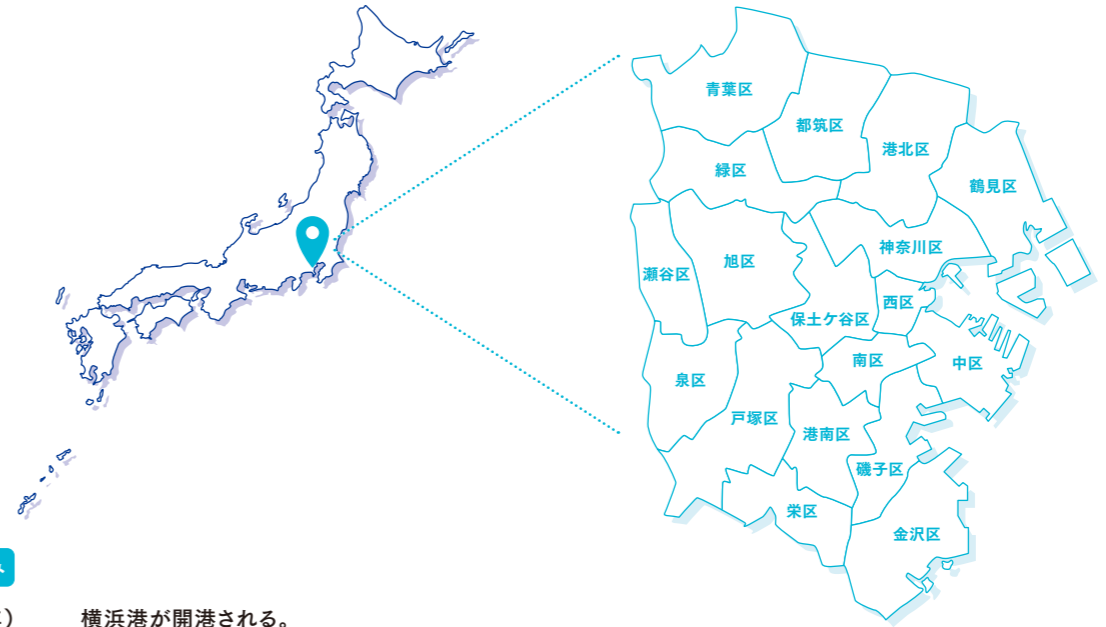 青葉区
都筑区
港北区
緑区
鶴見区
神奈川区
旭区
瀬谷区
西区
保土ケ谷区
南区
中区
泉区
戸塚区
港南区
磯子区
栄区
金沢区
横浜港が開港される。